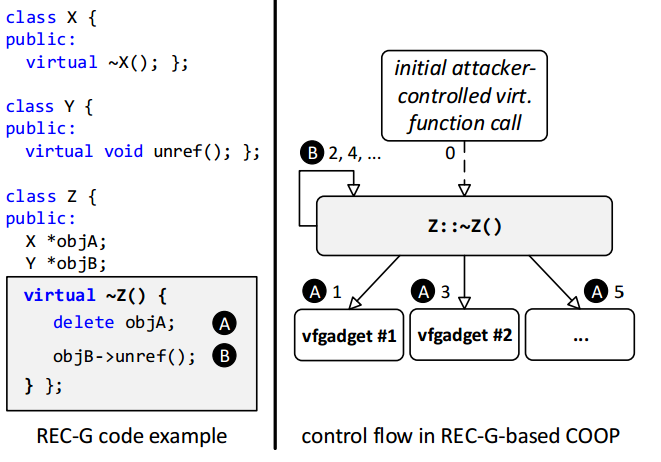 class X {
public:
virtual ~X(); };
class Y {
public:
virtual void unref(); };
class Z {
public:
X *objA;
Y *objB;
virtual ~Z() {
delete objA; A
objB->unref(); B
} };
REC-G code example
initial attacker-
controlled virt.
function call
B 2, 4, ...
0
Z::~Z()
A 1
A 3
A 5
vfgadget #1
vfgadget #2
...
control flow in REC-G-based COOP